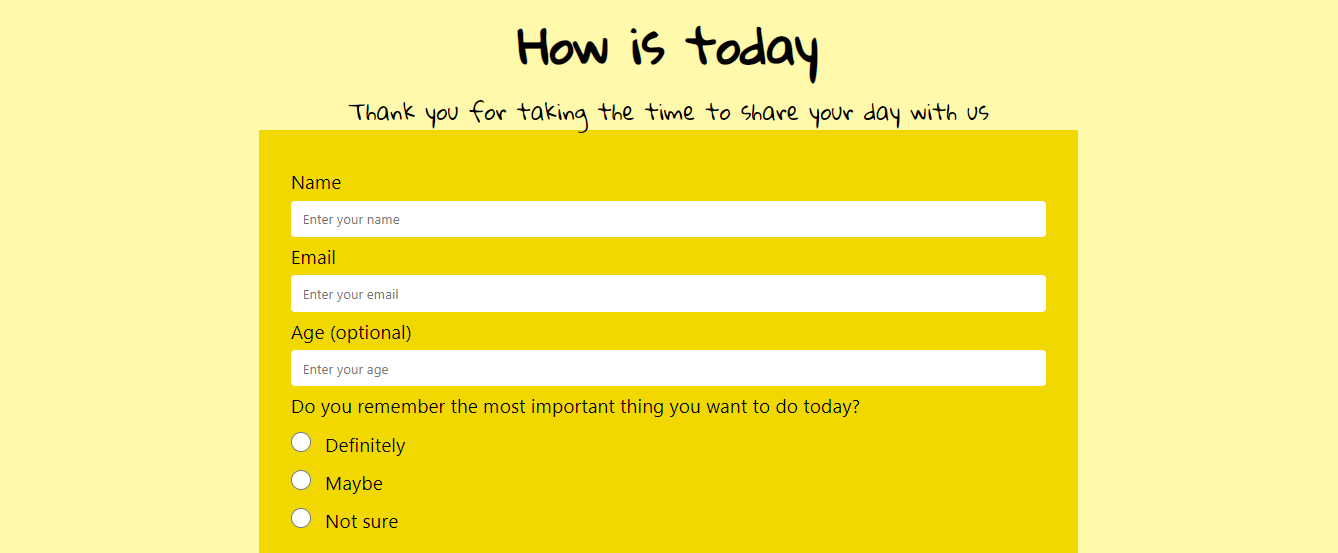 How is today
Thank you for taking the time to share your day with us
Name
Enter your name
Email
Enter your email
Age (optional)
Enter your age
Do you remember the most important thing you want to do today?
Definitely
Maybe
Not sure